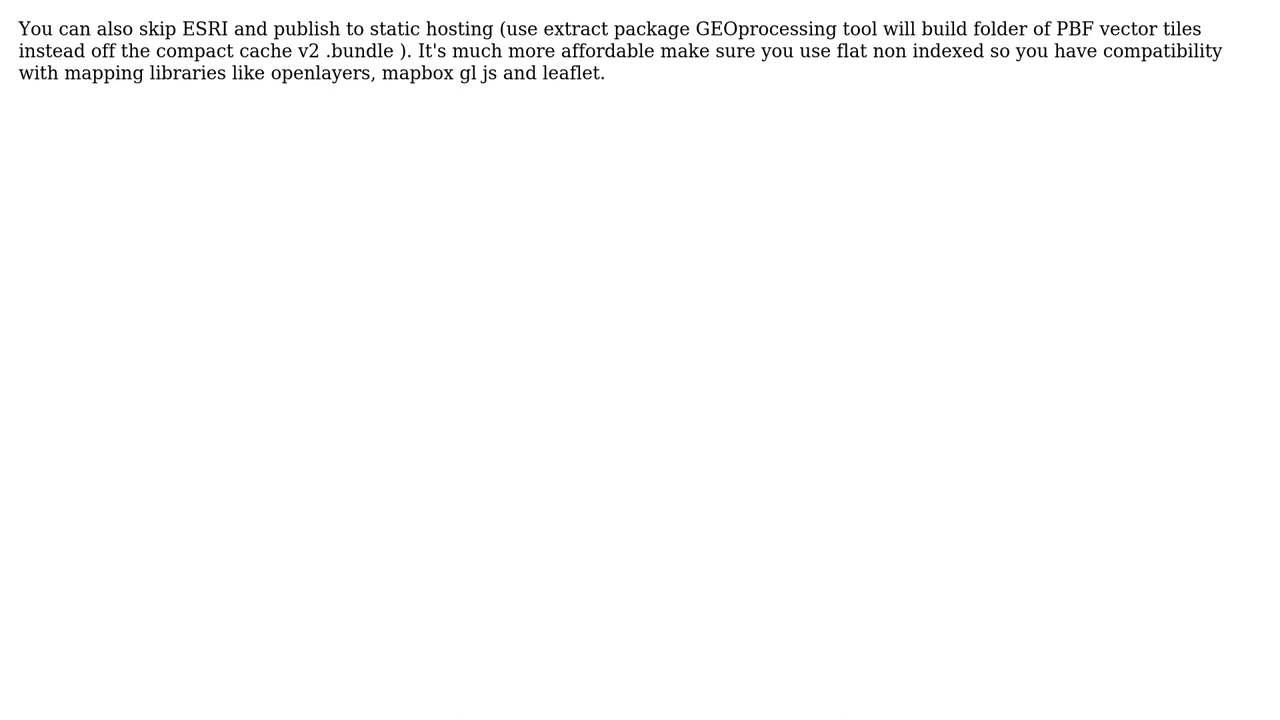 You can also skip ESRI and publish to static hosting (use extract package GEOprocessing tool will build folder of PBF vector tiles
instead off the compact cache v2 .bundle ). It's much more affordable make sure you use flat non indexed so you have compatibility
with mapping libraries like openlayers, mapbox gl js and leaflet.